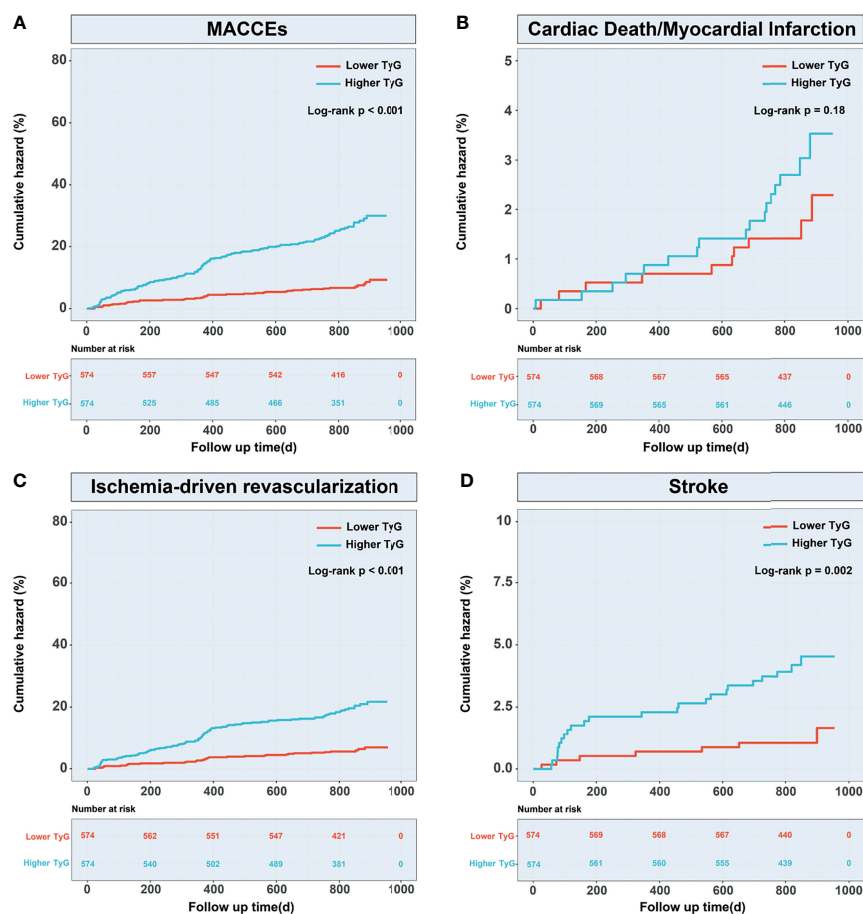 A
MACCEs
Cumulative hazard (%)
80
60
40
20
0
Lower TyG
Higher TyG
Log-rank p < 0.001
0 200 400 600 800 1000
Number at risk
Lower TyG 574 557 547 542 416 0
Higher TyG 574 525 485 466 351 0
0 200 400 600 800 1000
Follow up time(d)
B
Cardiac Death/Myocardial Infarction
Cumulative hazard (%)
5
4
3
2
1
0
Lower TyG
Higher TyG
Log-rank p = 0.18
0 200 400 600 800 1000
Number at risk
Lower TyG 574 568 567 565 437 0
Higher TyG 574 569 565 561 446 0
0 200 400 600 800 1000
Follow up time(d)
C
Ischemia-driven revascularization
Cumulative hazard (%)
80
60
40
20
0
Lower TyG
Higher TyG
Log-rank p < 0.001
0 200 400 600 800 1000
Number at risk
Lower TyG 574 562 551 547 421 0
Higher TyG 574 540 502 489 381 0
0 200 400 600 800 1000
Follow up time(d)
D
Stroke
Cumulative hazard (%)
10
7.5
5.0
2.5
0.0
Lower TyG
Higher TyG
Log-rank p = 0.002
0 200 400 600 800 1000
Number at risk
Lower TyG 574 569 568 567 440 0
Higher TyG 574 561 560 555 439 0
0 200 400 600 800 1000
Follow up time(d)